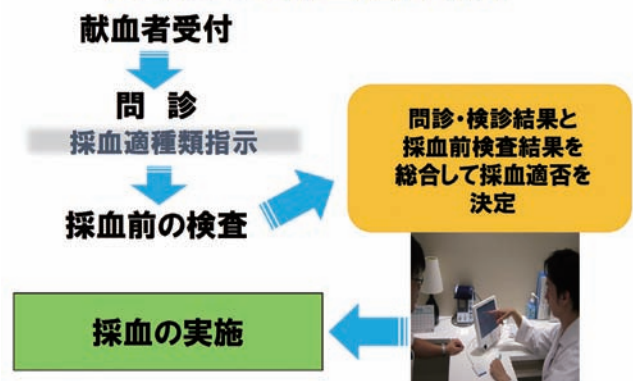 献血者受付
問 診
採血適種類指示
採血前の検査
問診・検診結果と
採血前検査結果を
総合して採血適否を
決定
採血の実施